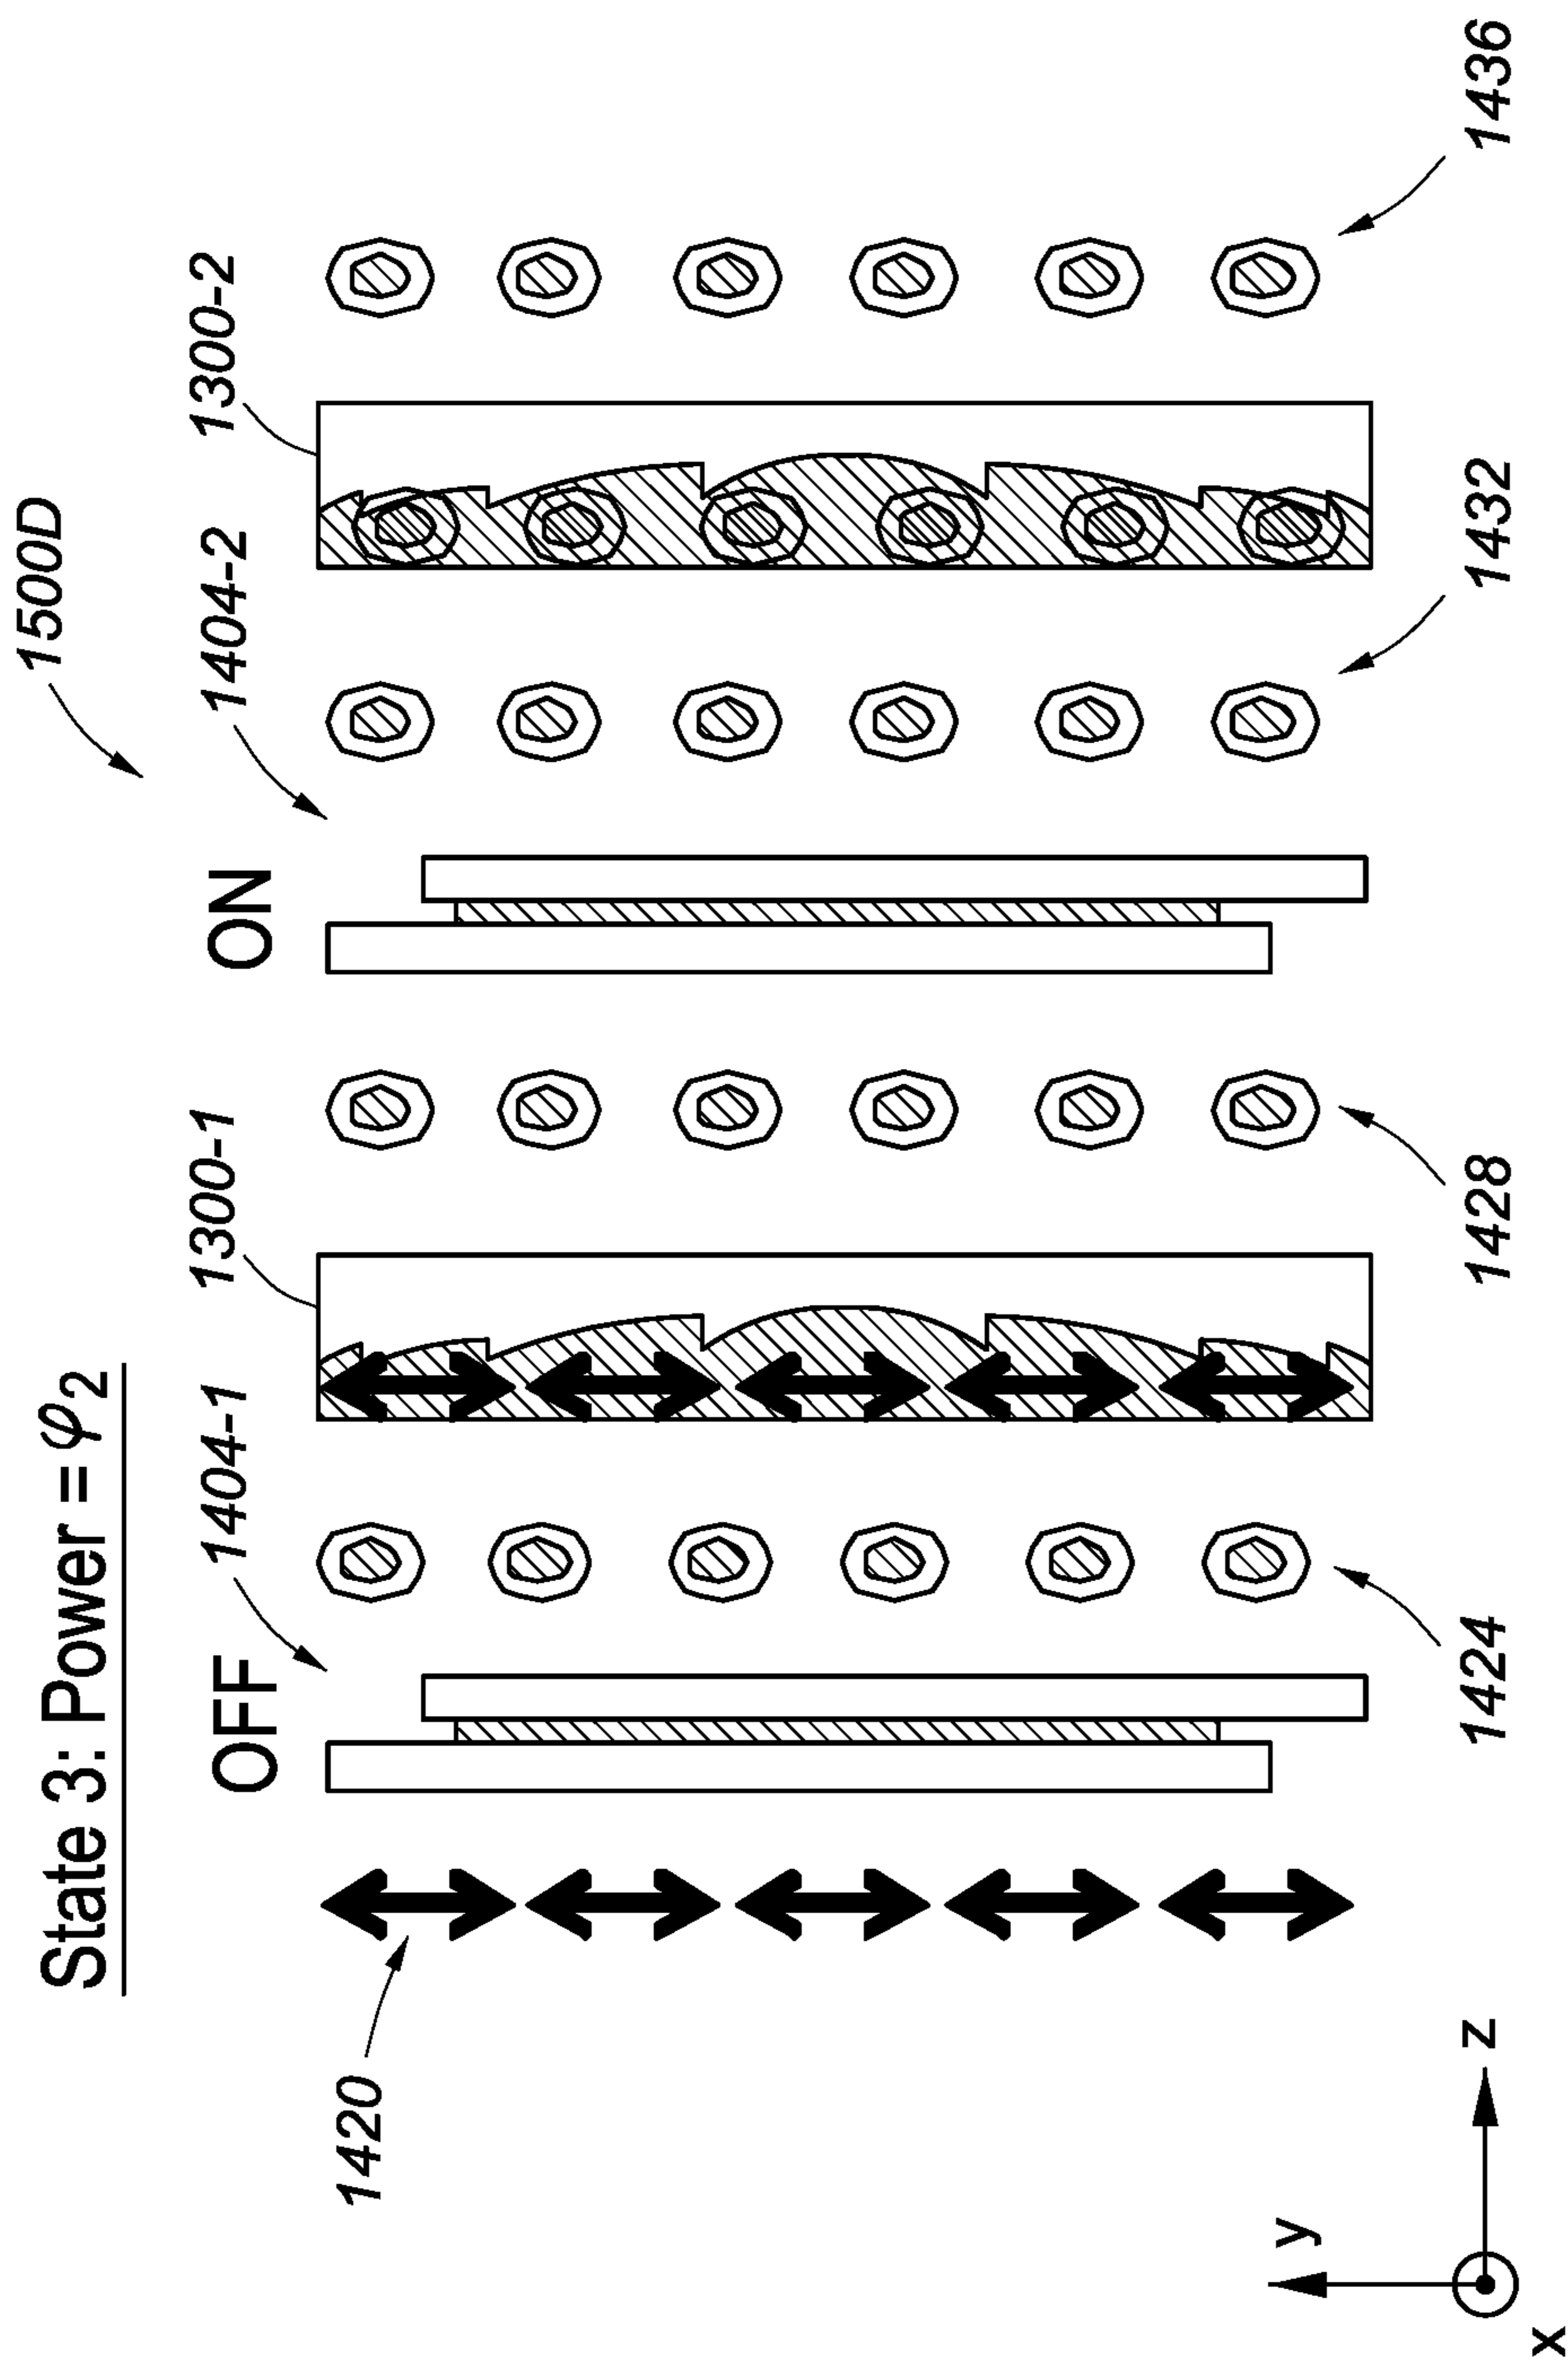 State 3: Power = φ2
1500D
OFF
1404-1
1300-1
ON
1404-2
1300-2
1420
1424
1428
1432
1436
y
z
x